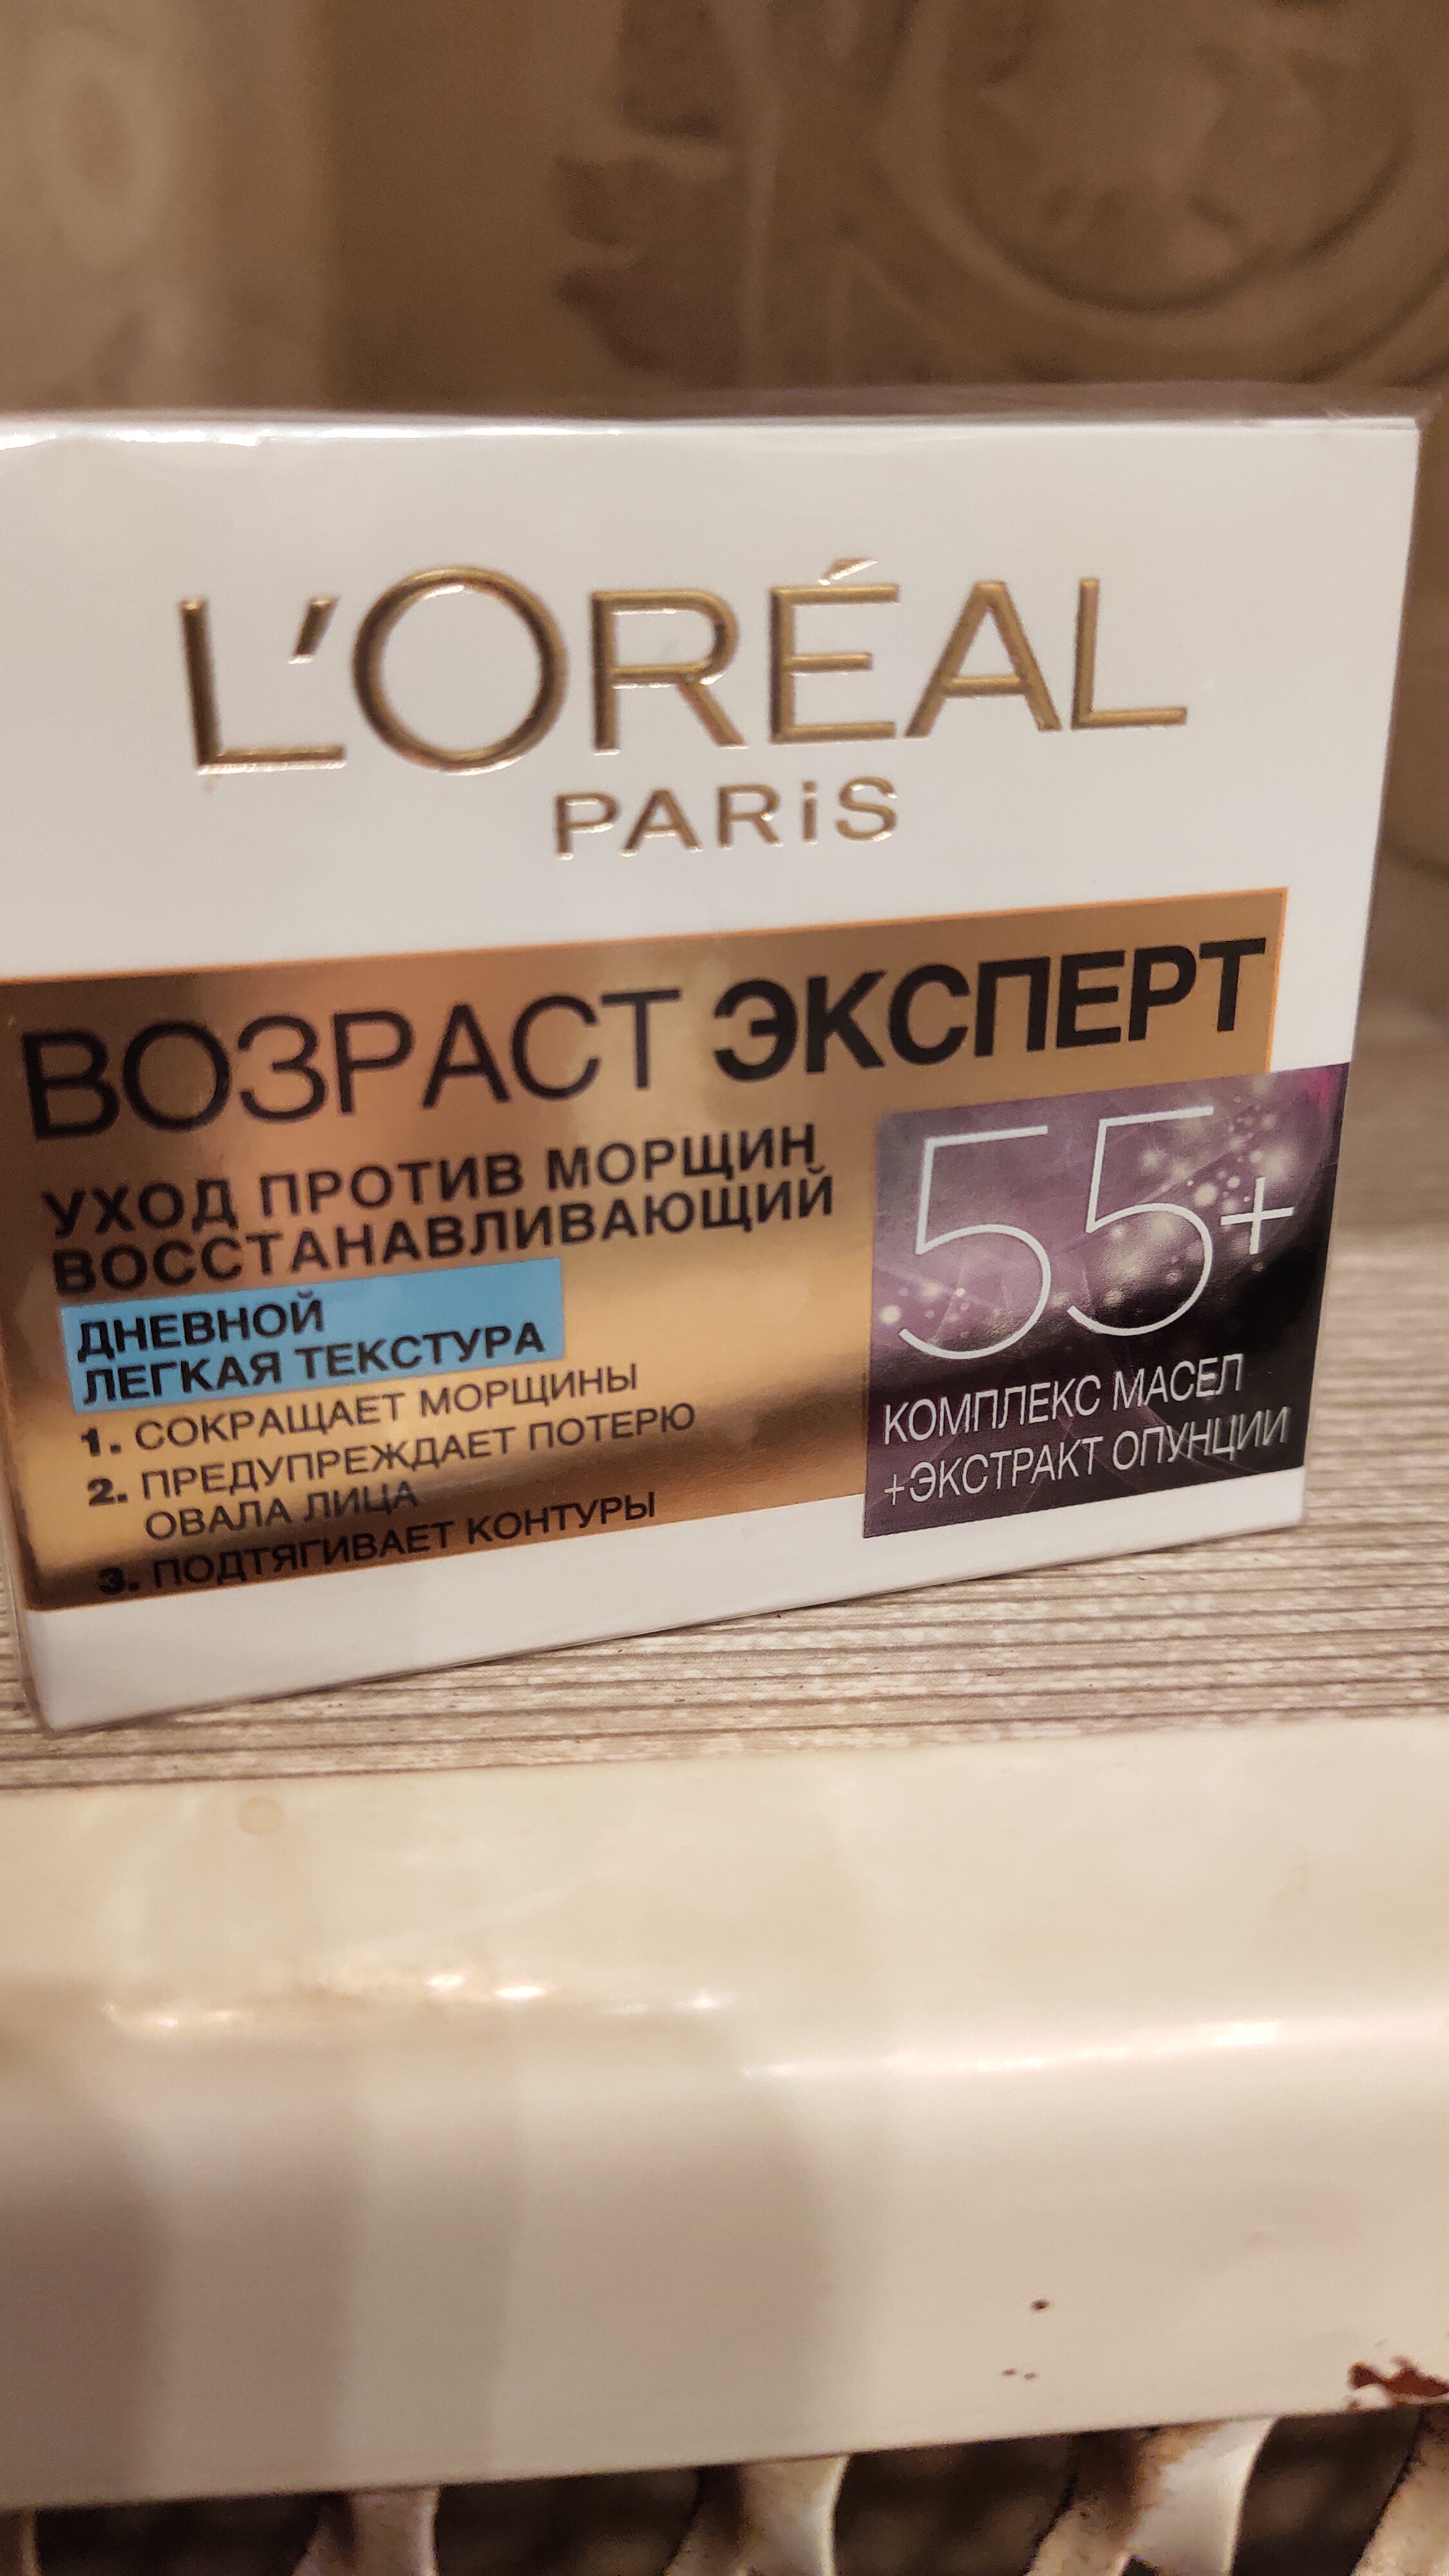 L'ORÉAL
PARiS
ВОЗРАСТ ЭКСПЕРТ
УХОД ПРОТИВ МОРЩИН
ВОССТАНАВЛИВАЮЩИЙ
ДНЕВНОЙ
ЛЕГКАЯ ТЕКСТУРА
1. СОКРАЩАЕТ МОРЩИНЫ
2. ПРЕДУПРЕЖДАЕТ ПОТЕРЮ
ОВАЛА ЛИЦА
3. ПОДТЯГИВАЕТ КОНТУРЫ
55+
КОМПЛЕКС МАСЕЛ
+ЭКСТРАКТ ОПУНЦИИ